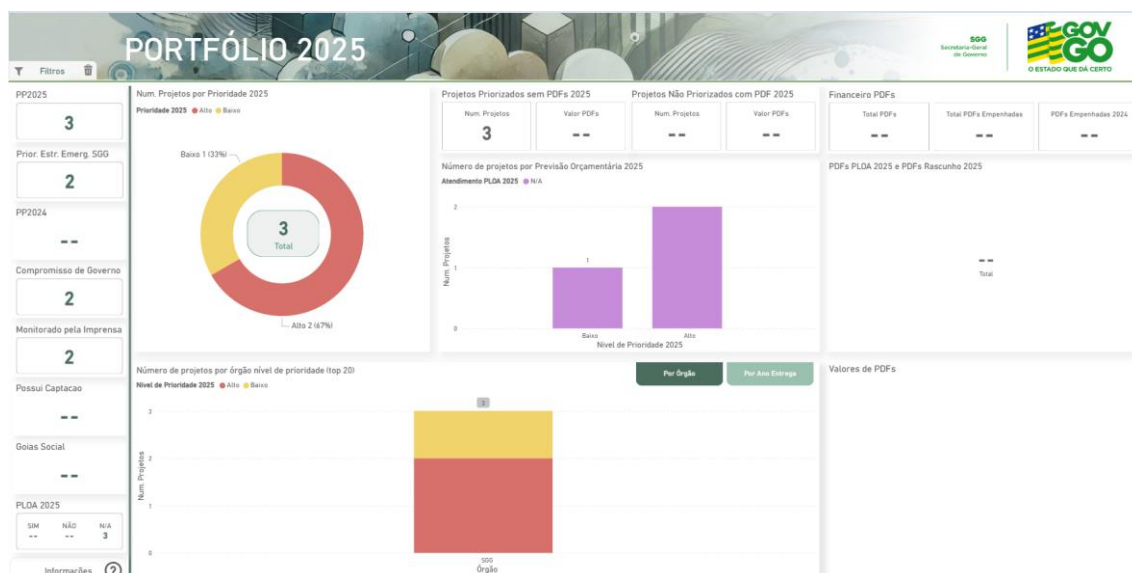 PORTFÓLIO 2025
SGG
Secretaria-Geral
de Governo
GOV
GO
O ESTADO QUE DÁ CERTO
Filtros
PP2025
3
Prior. Estr. Emerg. SGG
2
PP2024
--
Compromisso de Governo
2
Monitorado pela Imprensa
2
Possui Captacao
--
Goias Social
--
PLOA 2025
SIM NÃO N/A
-- -- 3
Informações ?
Num. Projetos por Prioridade 2025
Prioridade 2025 Alto Baixo
Baixo 1 (33%)
3
Total
Alto 2 (67%)
Projetos Priorizados sem PDFs 2025
Num. Projetos Valor PDFs
3 --
Projetos Não Priorizados com PDF 2025
Num. Projetos Valor PDFs
-- --
Financeiro PDFs
Total PDFs Total PDFs Empenhadas PDFs Empenhadas 2024
-- -- --
Número de projetos por Previsão Orçamentária 2025
Atendimento PLOA 2025 N/A
Num. Projetos
2
1
0
1
Baixo Alto
Nivel de Prioridade 2025
PDFs PLOA 2025 e PDFs Rascunho 2025
--
Total
Número de projetos por órgão nível de prioridade (top 20)
Nivel de Prioridade 2025 Alto Baixo
Por Órgão Por Ano Entrega
Num. Projetos
3
2
1
0
3
SGG
Órgão
Valores de PDFs